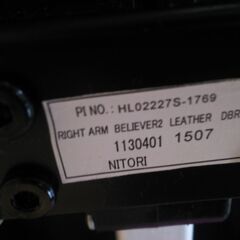 PI NO.: HL02227S-1769
RIGHT ARM BELIEVER2 LEATHER DBR
1130401 1507
NITORI